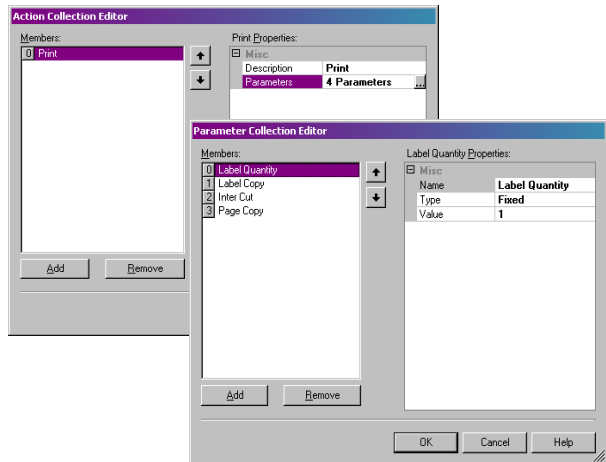 Action Collection Editor
Members:
0 Print
Print Properties:
Misc
Description Print
Parameters 4 Parameters ...
Add Remove
Parameter Collection Editor
Members:
0 Label Quantity
1 Label Copy
2 Inter Cut
3 Page Copy
Label Quantity Properties:
Misc
Name Label Quantity
Type Fixed
Value 1
Add Remove
OK Cancel Help